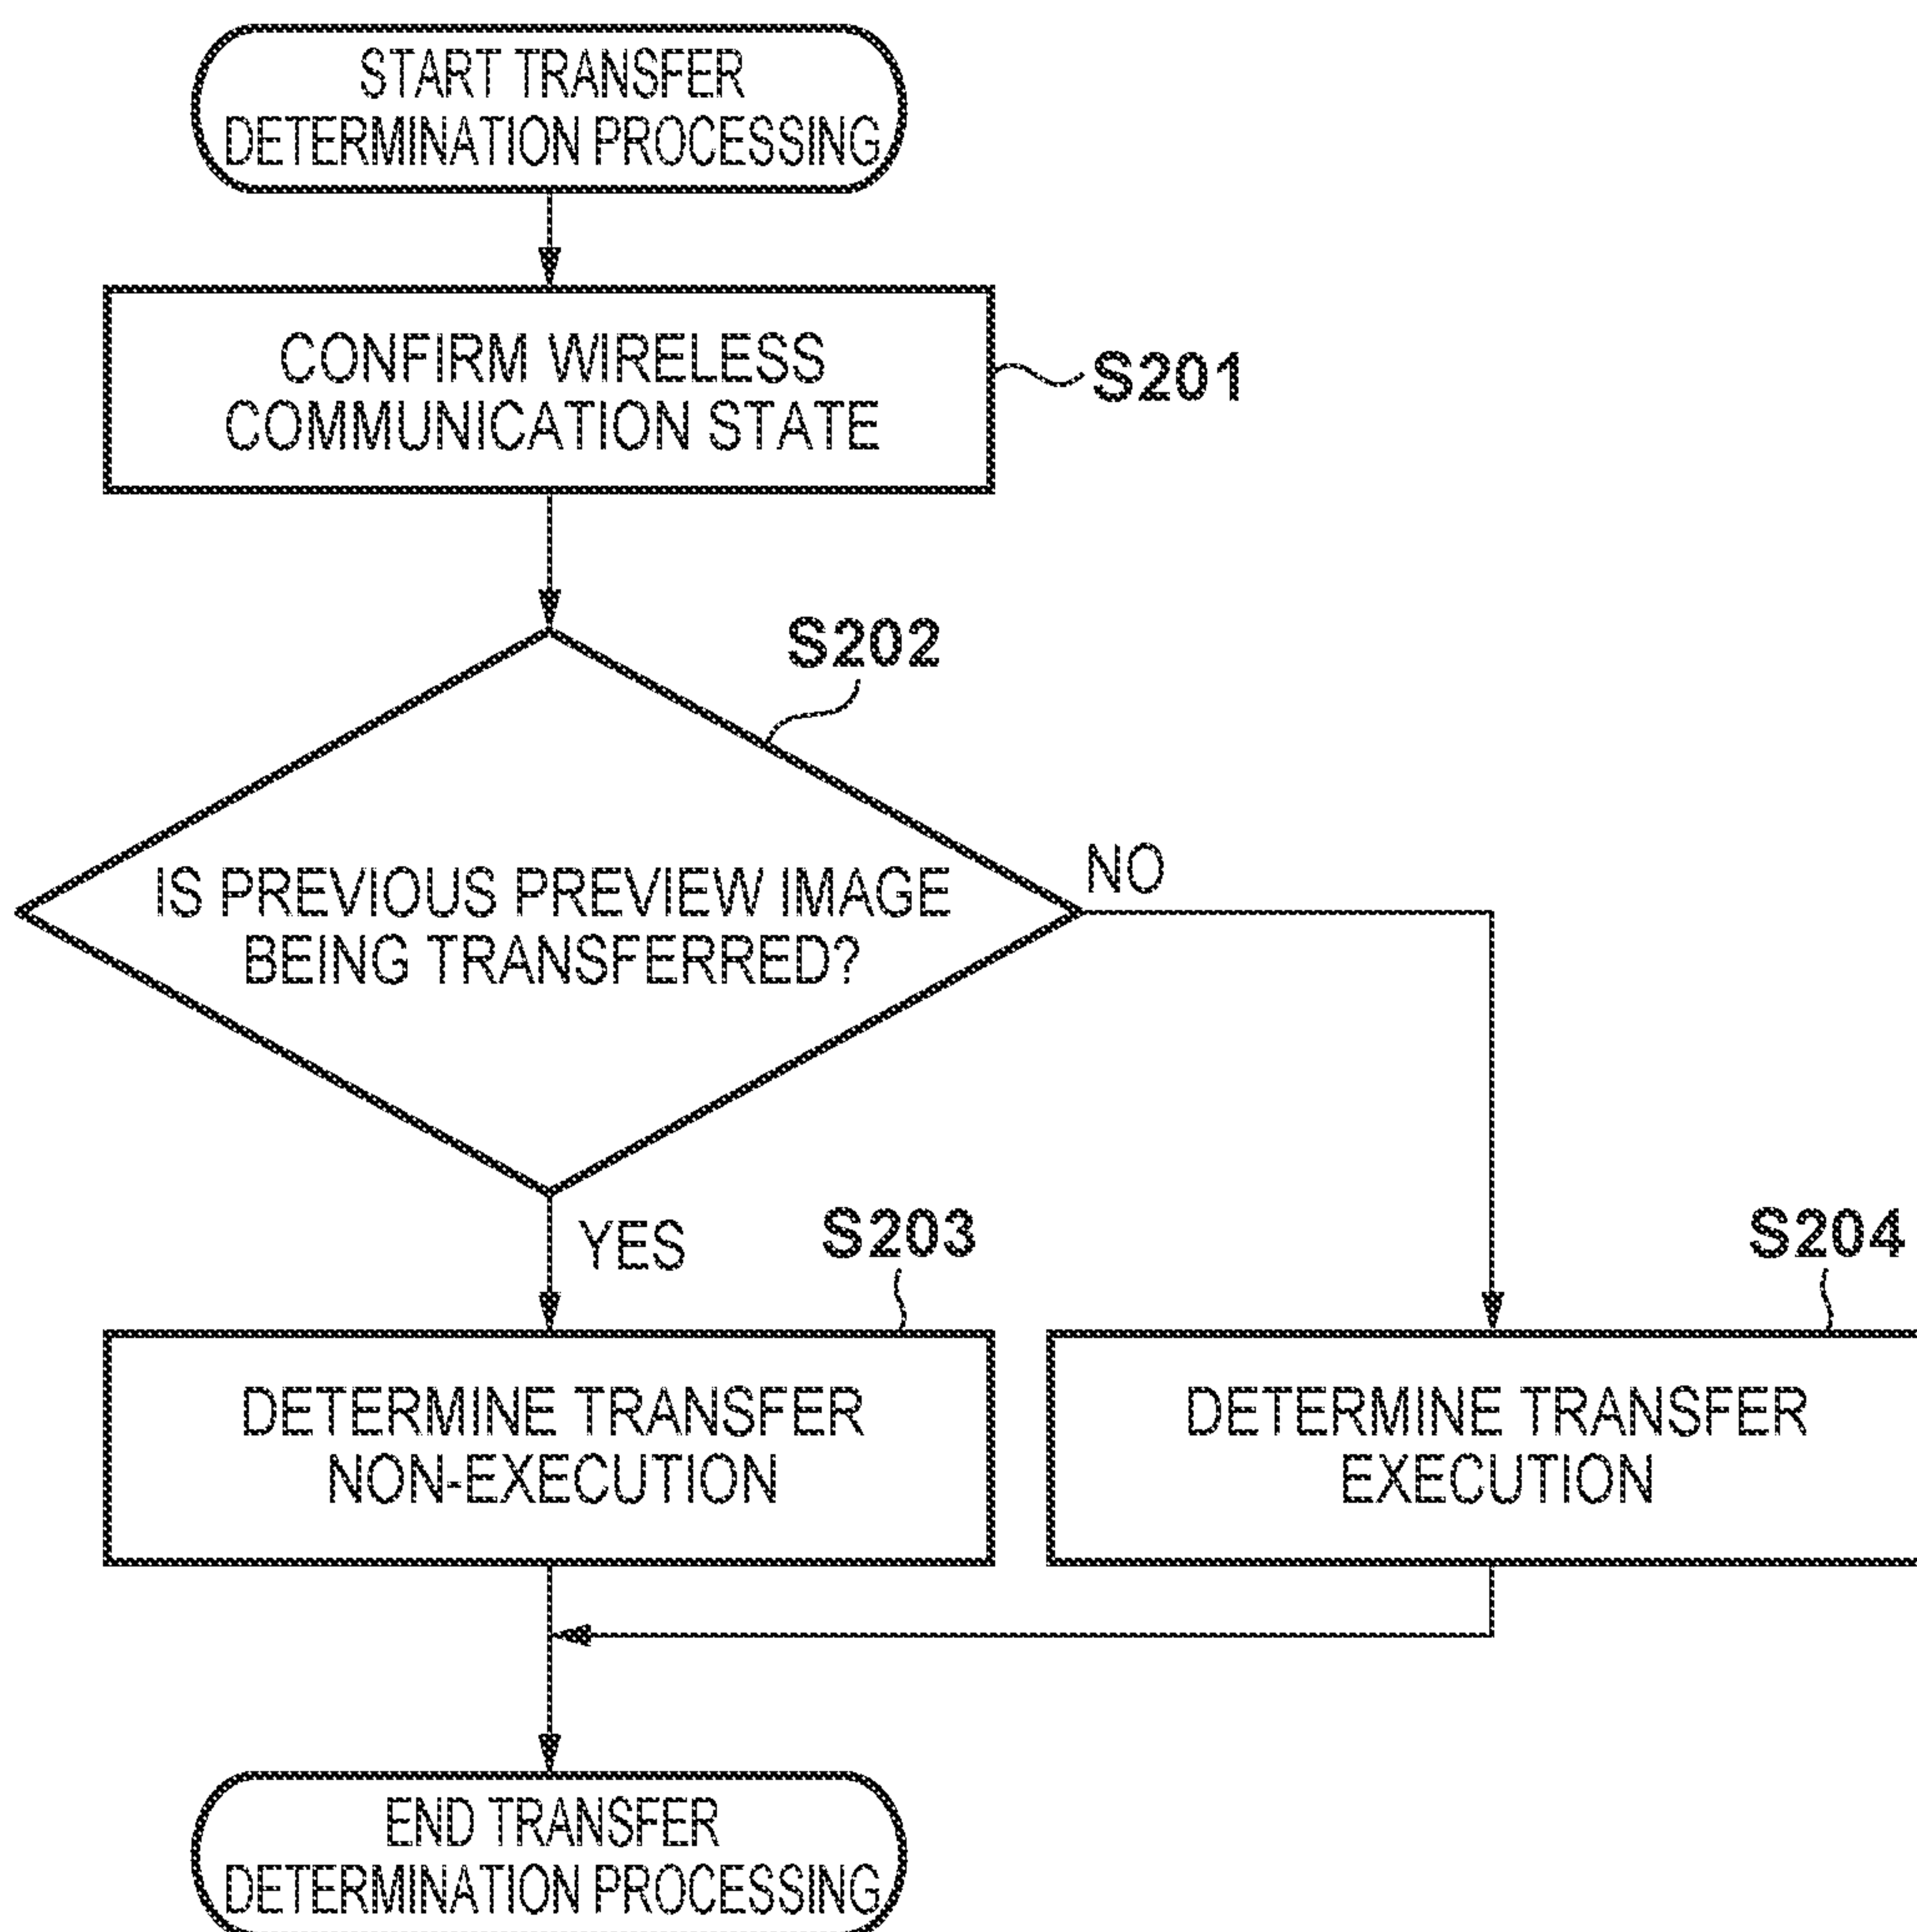 START TRANSFER
DETERMINATION PROCESSING
CONFIRM WIRELESS
COMMUNICATION STATE
S201
S202
IS PREVIOUS PREVIEW IMAGE
BEING TRANSFERRED?
NO
YES
S203
S204
DETERMINE TRANSFER
NON-EXECUTION
DETERMINE TRANSFER
EXECUTION
END TRANSFER
DETERMINATION PROCESSING